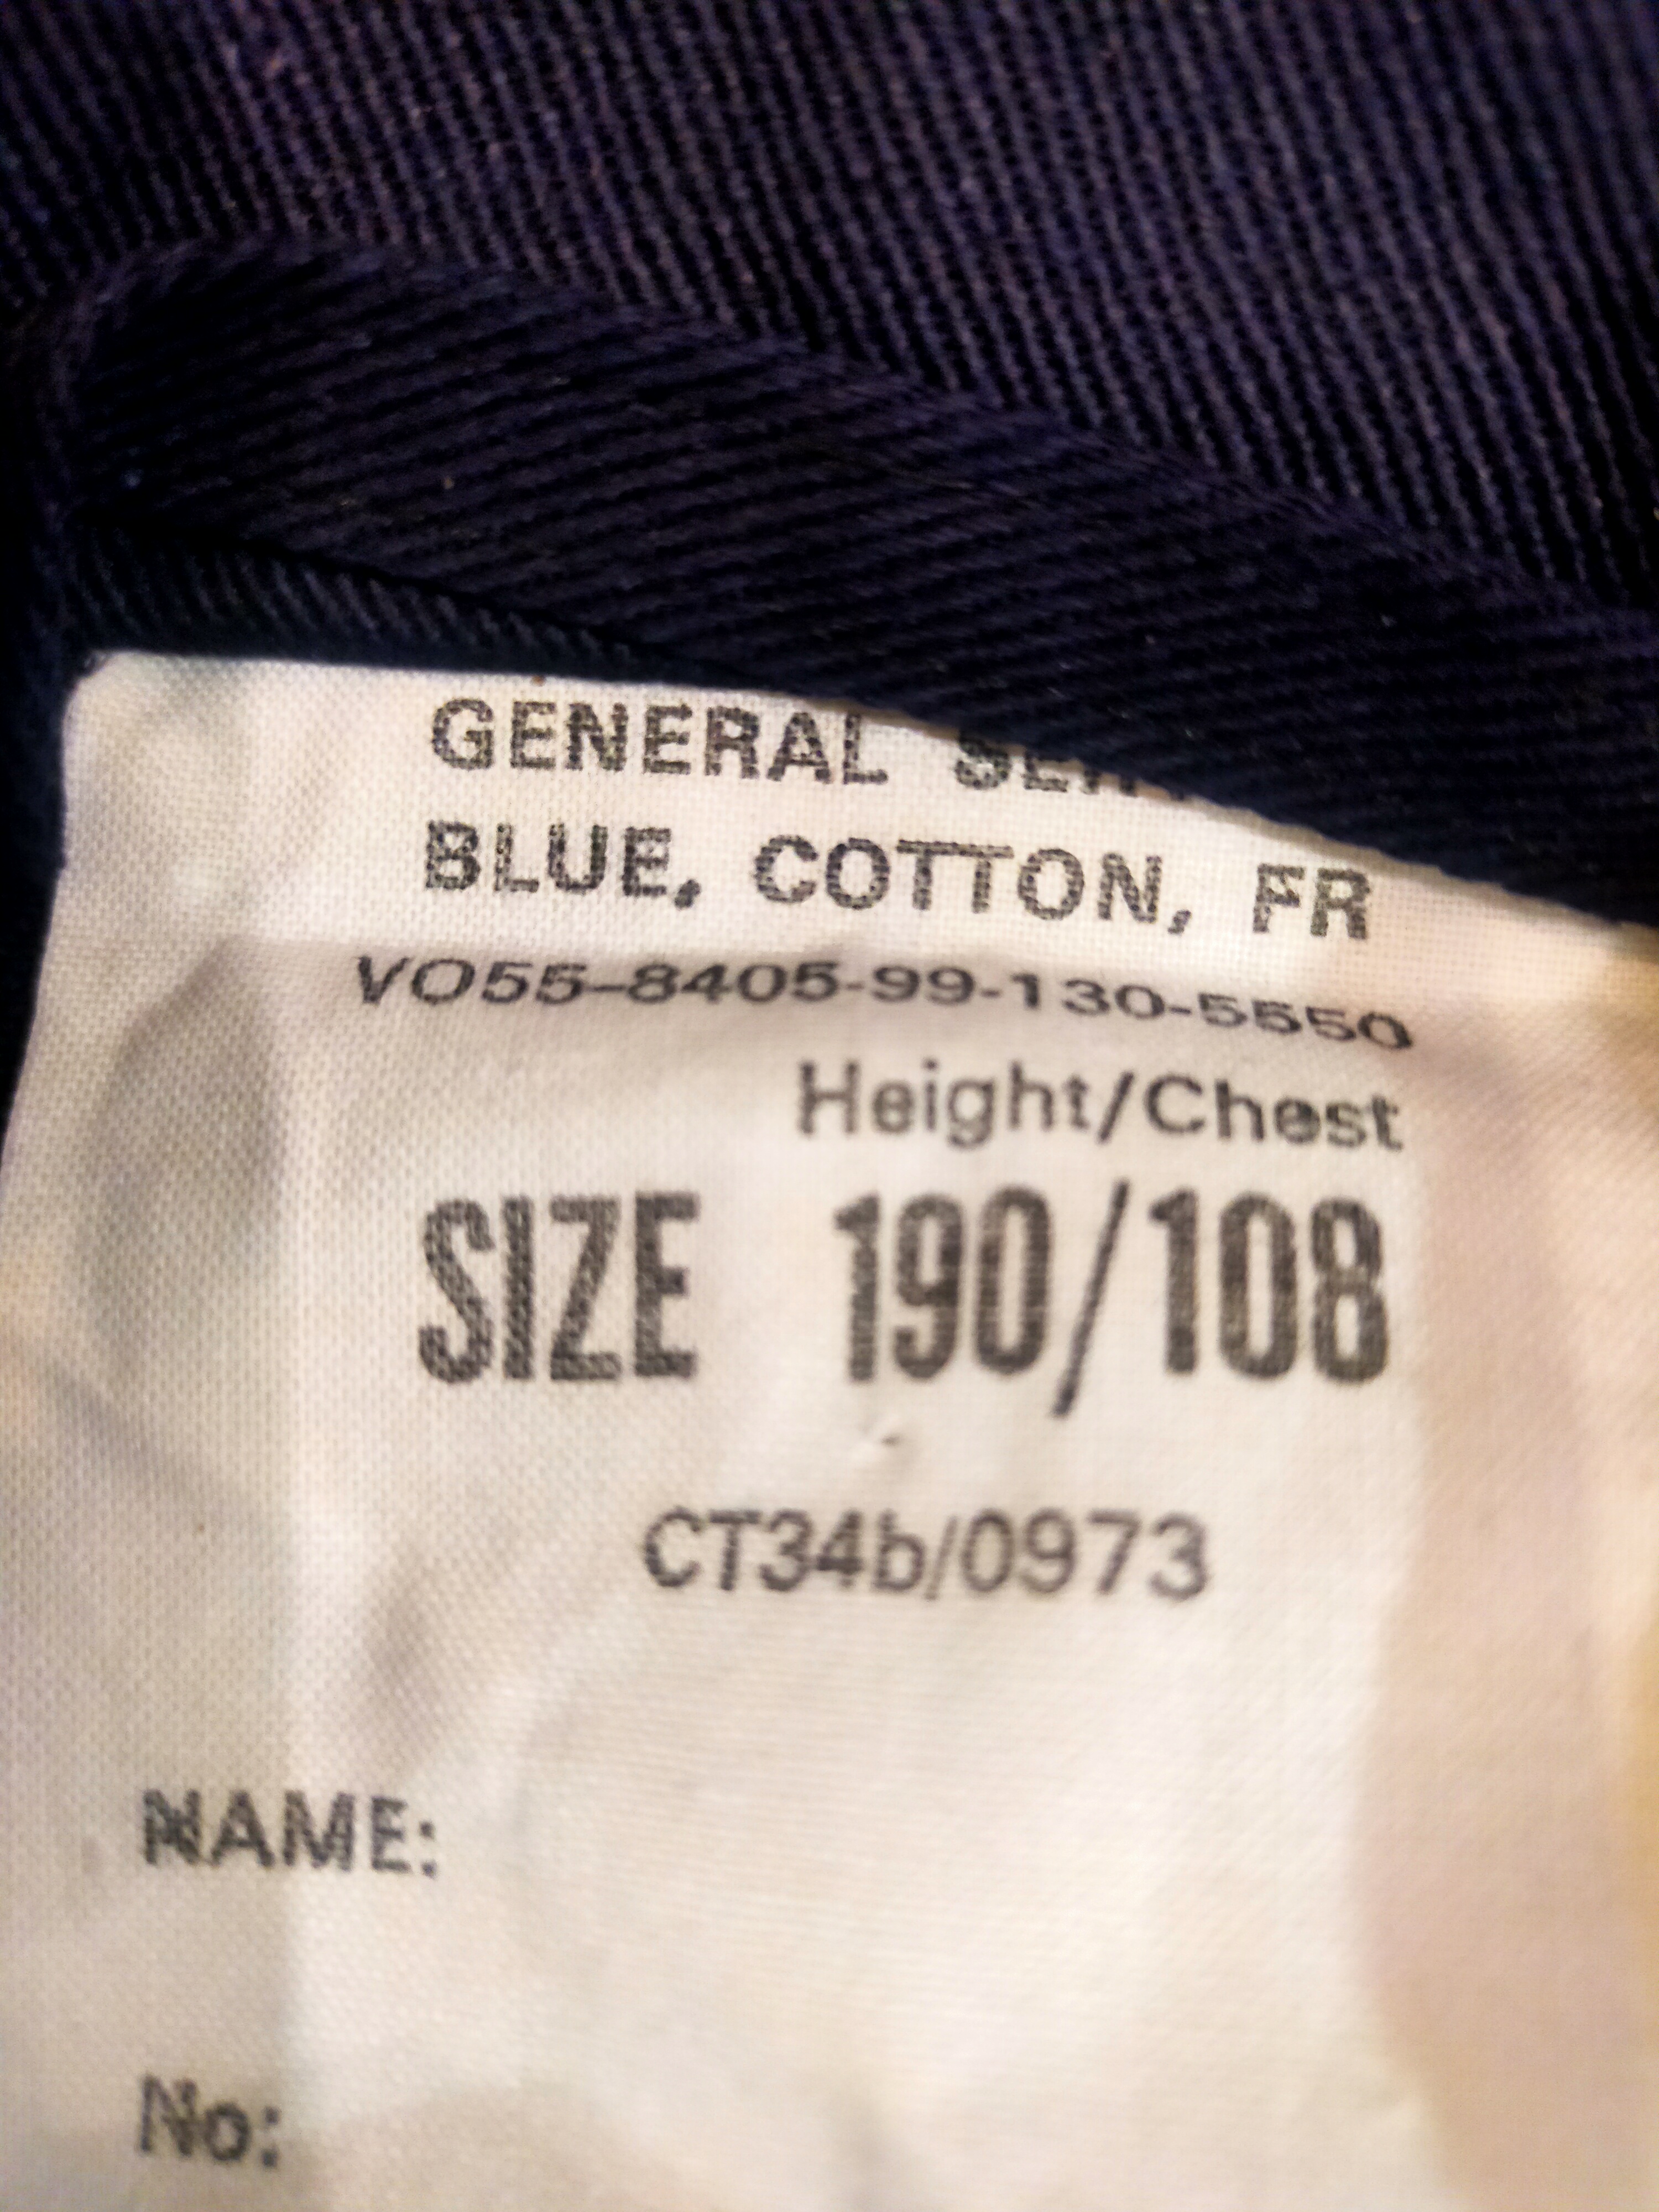 GENERAL
BLUE, COTTON, FR
VO55-8405-99-130-5550
Height/Chest
SIZE 190/108
CT34b/0973
NAME:
No: